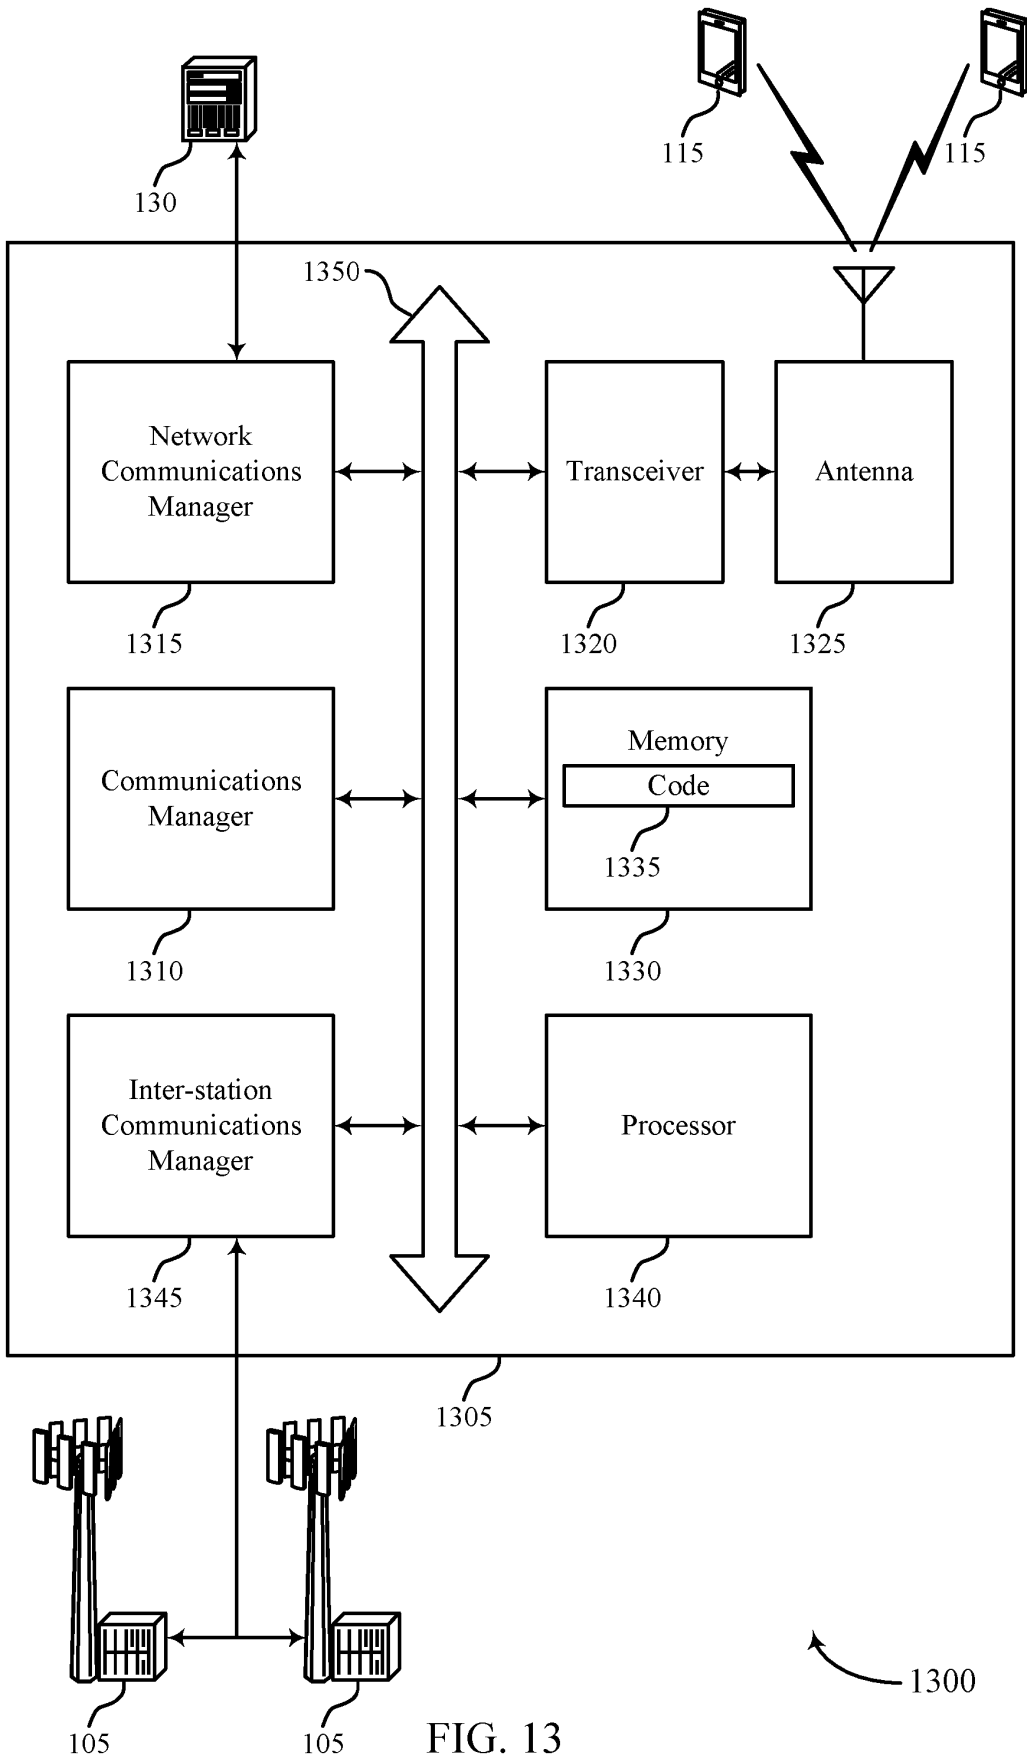 115
115
130
1350
Network
Communications
Manager
Transceiver
Antenna
1315
1320
1325
Communications
Manager
Memory
Code
1335
1310
1330
Inter-station
Communications
Manager
Processor
1345
1340
1305
1300
105
105
FIG. 13